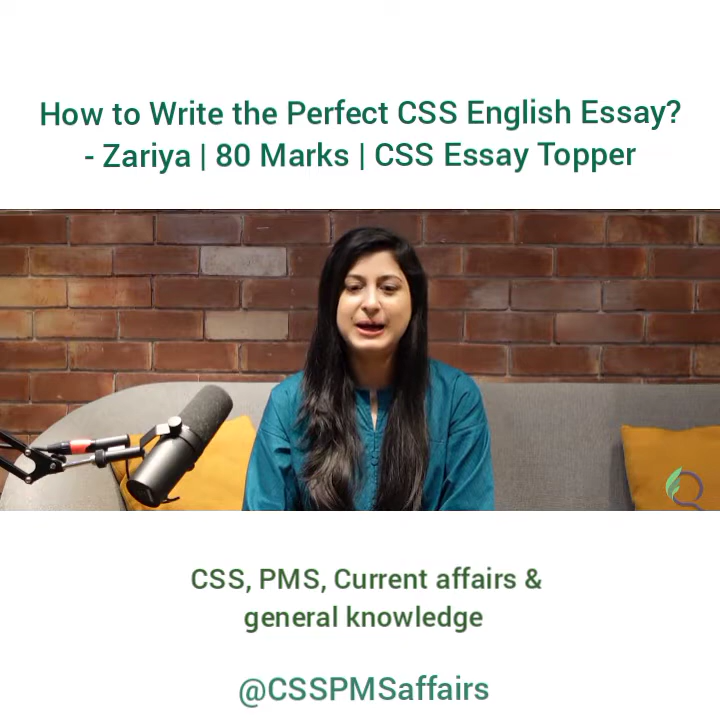 How to Write the Perfect CSS English Essay?
- Zariya | 80 Marks | CSS Essay Topper
CSS, PMS, Current affairs &
general knowledge
@CSSPMSaffairs